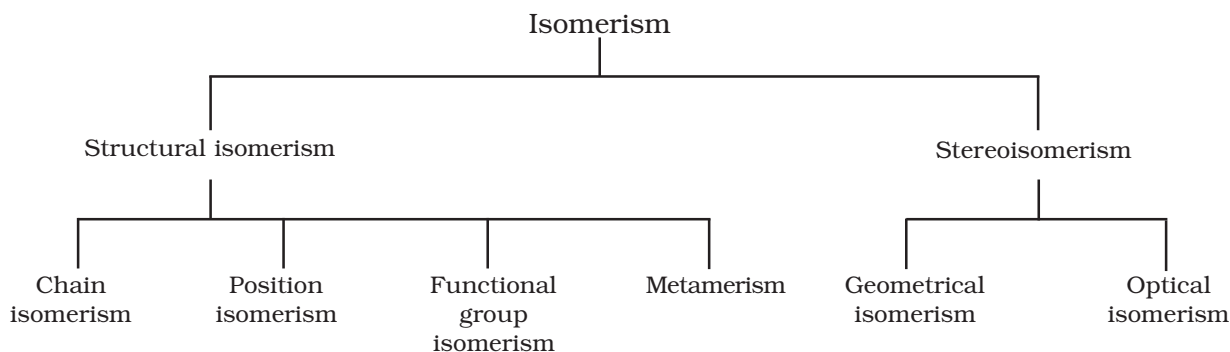 Isomerism
Structural isomerism
Stereoisomerism
Chain
isomerism
Position
isomerism
Functional
group
isomerism
Metamerism
Geometrical
isomerism
Optical
isomerism